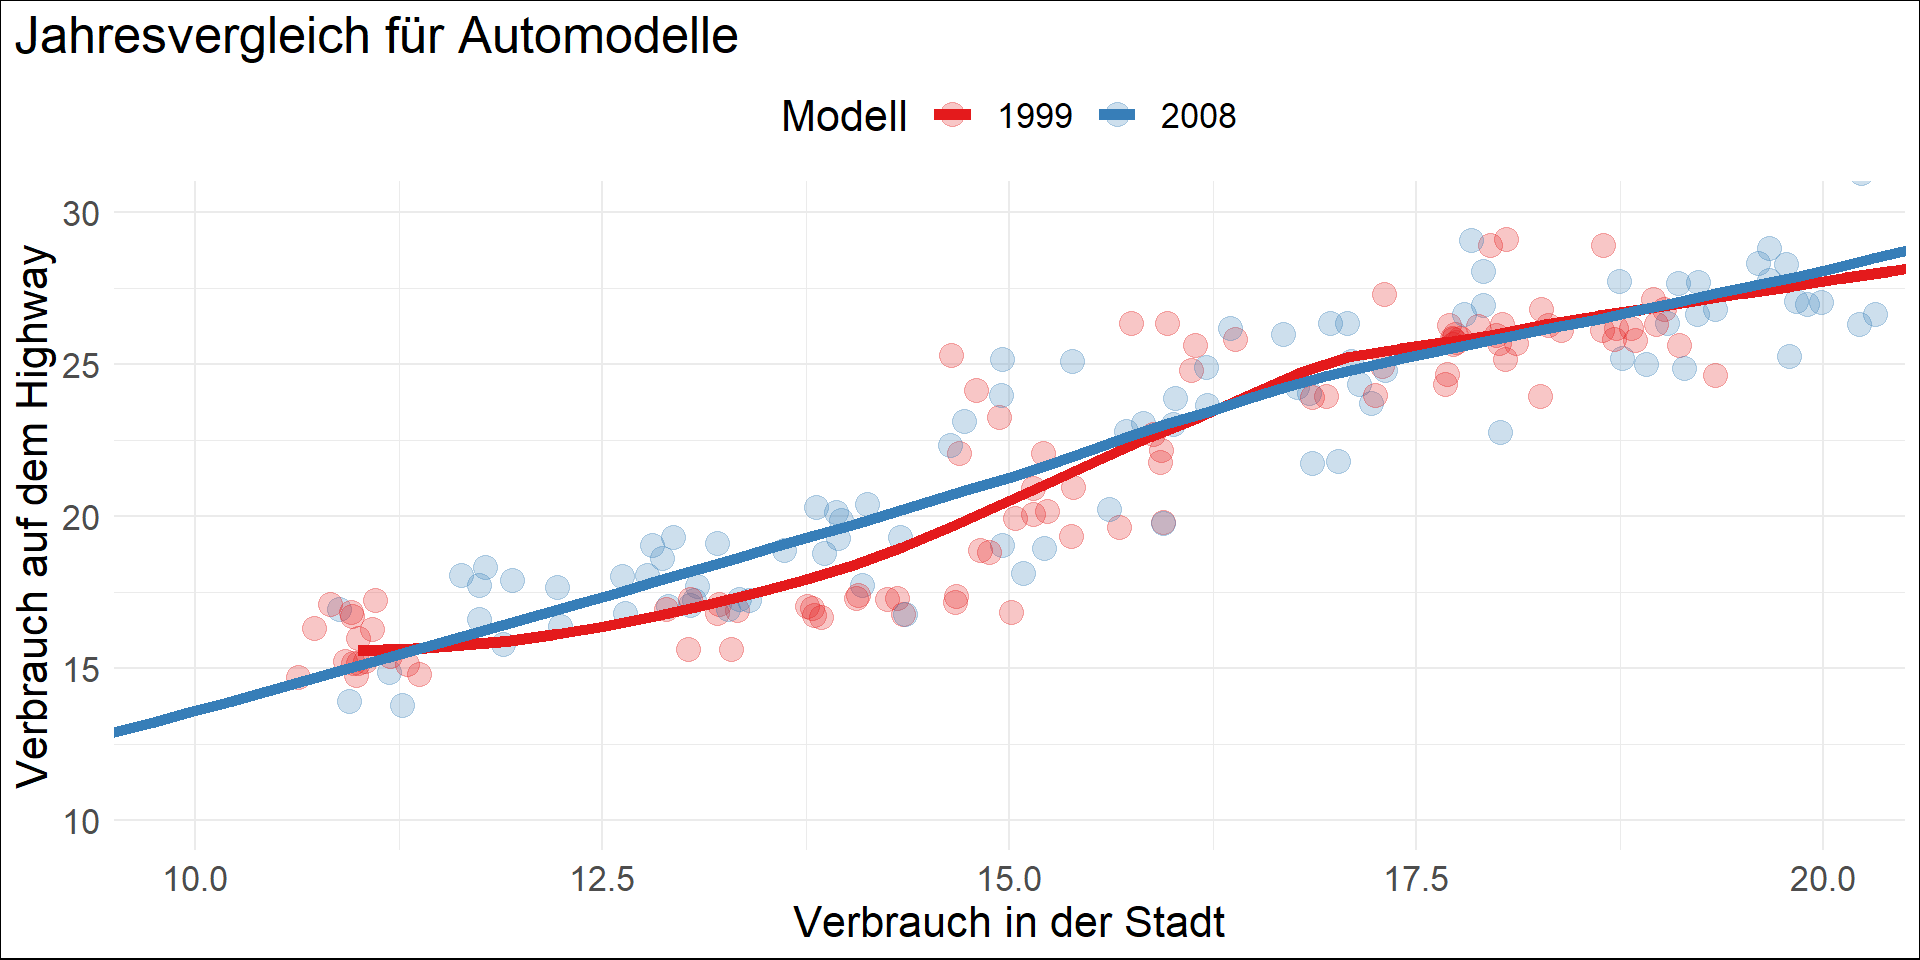 Jahresvergleich für Automodelle
Modell 1999 2008
Verbrauch auf dem Highway
30
25
20
15
10
10.0 12.5 15.0 17.5 20.0
Verbrauch in der Stadt